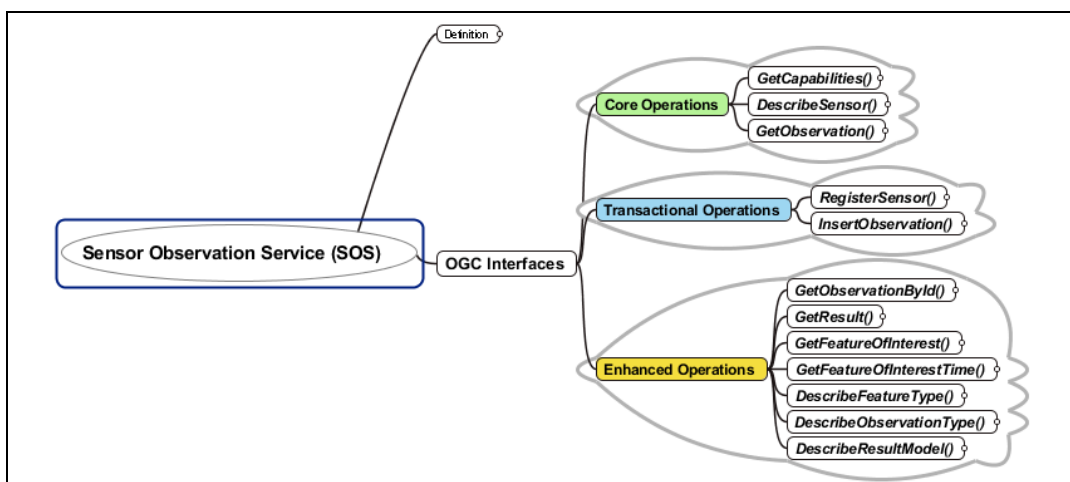 Definition
Sensor Observation Service (SOS)
OGC Interfaces
Core Operations
GetCapabilities()
DescribeSensor()
GetObservation()
Transactional Operations
RegisterSensor()
InsertObservation()
Enhanced Operations
GetObservationById()
GetResult()
GetFeatureOfInterest()
GetFeatureOfInterestTime()
DescribeFeatureType()
DescribeObservationType()
DescribeResultModel()